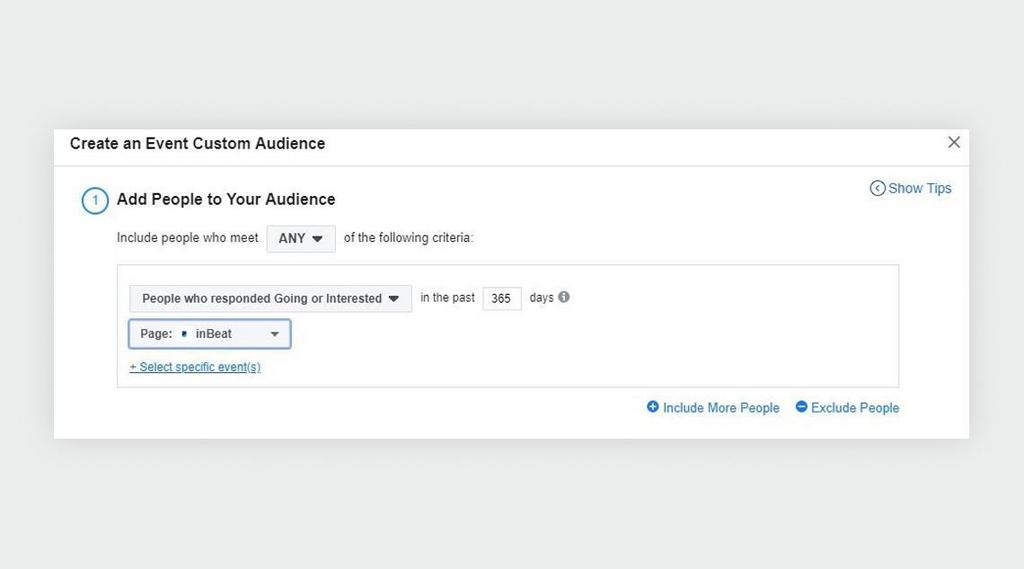 Create an Event Custom Audience
Show Tips
1 Add People to Your Audience
Include people who meet ANY of the following criteria:
People who responded Going or Interested in the past 365 days
Page: inBeat
+ Select specific event(s)
Include More People Exclude People